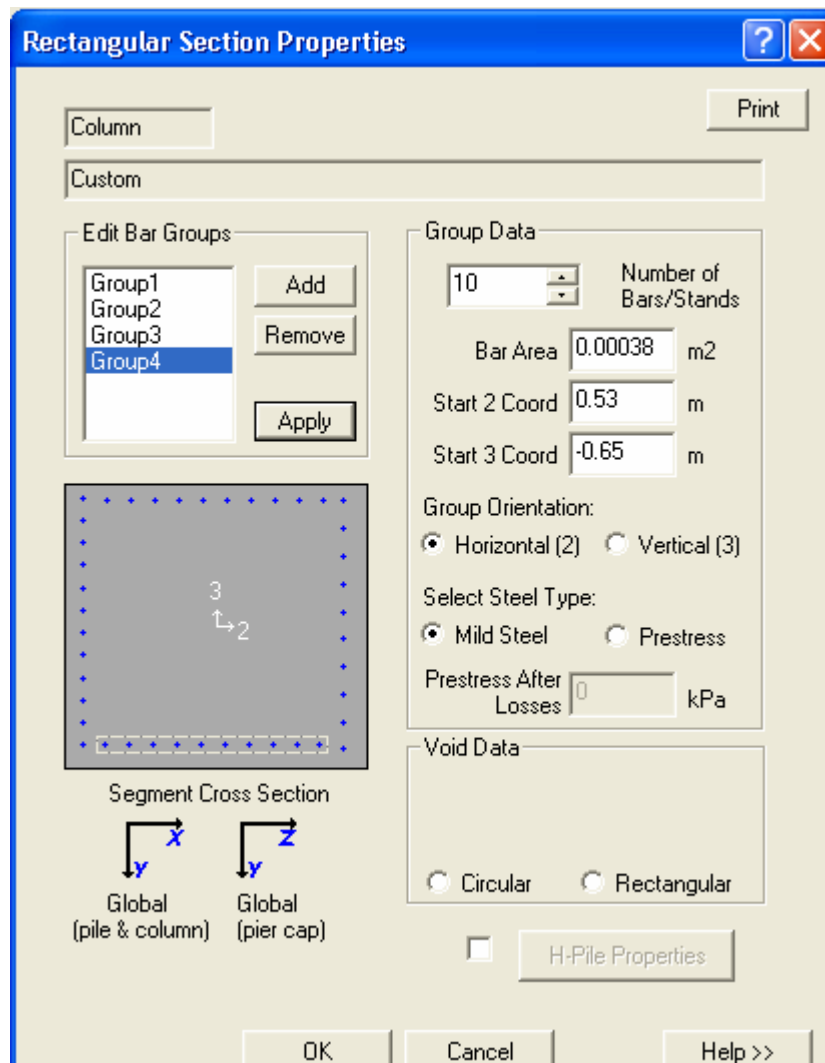 Rectangular Section Properties
?
Print
Column
Custom
Edit Bar Groups
Group1
Group2
Group3
Group4
Add
Remove
Apply
Group Data
10
Number of
Bars/Stands
Bar Area 0.00038 m2
Start 2 Coord 0.53 m
Start 3 Coord -0.65 m
Group Orientation:
Horizontal (2) Vertical (3)
Select Steel Type:
Mild Steel Prestress
Prestress After
Losses 0 kPa
3
2
Segment Cross Section
X
Y
Global
(pile & column)
Z
Y
Global
(pier cap)
Void Data
Circular Rectangular
H-Pile Properties
OK Cancel Help >>